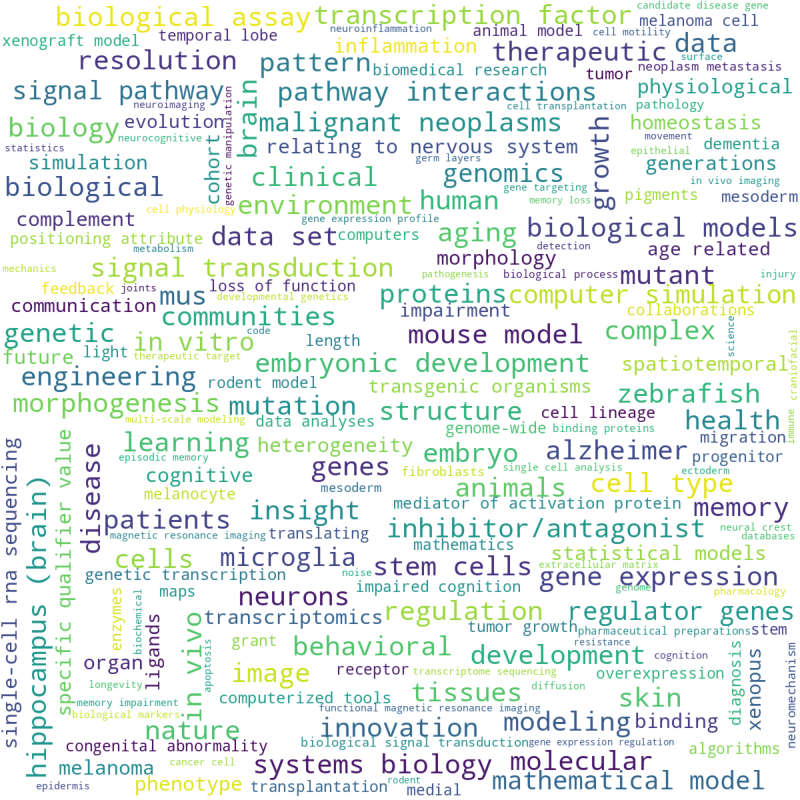 biological assay
transcription factor
candidate disease gene
melanoma cell
xenograft model
temporal lobe
neuroinflammation
animal model
cell motility
inflammation
therapeutic
data
surface
resolution
pattern
biomedical research
tumor
neoplasm metastasis
signal pathway
neuroimaging
genetic manipulation
brain
pathway interactions
cell transplantation
physiological
pathology
biology
evolution
neurocognitive
malignant neoplasms
growth
homeostasis
movement
statistics
simulation
cohort
relating to nervous system
germ layers
epithelial
dementia
generations
biological
clinical
genomics
gene targeting
in vivo imaging
memory loss
pigments
mesoderm
complement
cell physiology
environment
human
gene expression profile
biological models
positioning attribute
data set
computers
aging
metabolism
morphology
detection
age related
mechanics
signal transduction
pathogenesis
biological process
mutant
injury
feedback
joints
loss of function
mus
developmental genetics
proteins
computer simulation
communication
communities
impairment
collaborations
genetic
in vitro
code
length
mouse model
complex
science
future
light
therapeutic target
embryonic development
spatiotemporal
craniofacial
engineering
rodent model
transgenic organisms
zebrafish
morphogenesis
mutation
structure
cell lineage
health
immune
multi-scale modeling
data analyses
genome-wide
binding proteins
migration
learning
heterogeneity
embryo
alzheimer
progenitor
single-cell rna sequencing
hippocampus (brain)
specific qualifier value
disease
episodic memory
cognitive
genes
fibroblasts
single cell analysis
ectoderm
melanocyte
mesoderm
animals
cell type
memory
patients
insight
mediator of activation protein
neural crest
magnetic resonance imaging
translating
inhibitor/antagonist
databases
mathematics
cells
microglia
stem cells
extracellular matrix
statistical models
genetic transcription
noise
gene expression
maps
impaired cognition
genome
pharmacology
enzymes
biochemical
ligands
in vivo
neurons
regulation
regulator genes
transcriptomics
tumor growth
pharmaceutical preparations
stem
grant
behavioral
resistance
development
cognition
diagnosis
xenopus
neuromechanism
organ
apoptosis
image
receptor
transcriptome sequencing
overexpression
longevity
diffusion
memory impairment
computerized tools
tissues
skin
biological markers
functional magnetic resonance imaging
nature
innovation
modeling
binding
congenital abnormality
biological signal transduction
gene expression regulation
algorithms
melanoma
cancer cell
systems biology
molecular
epidermis
phenotype
transplantation
rodent
medial
mathematical model